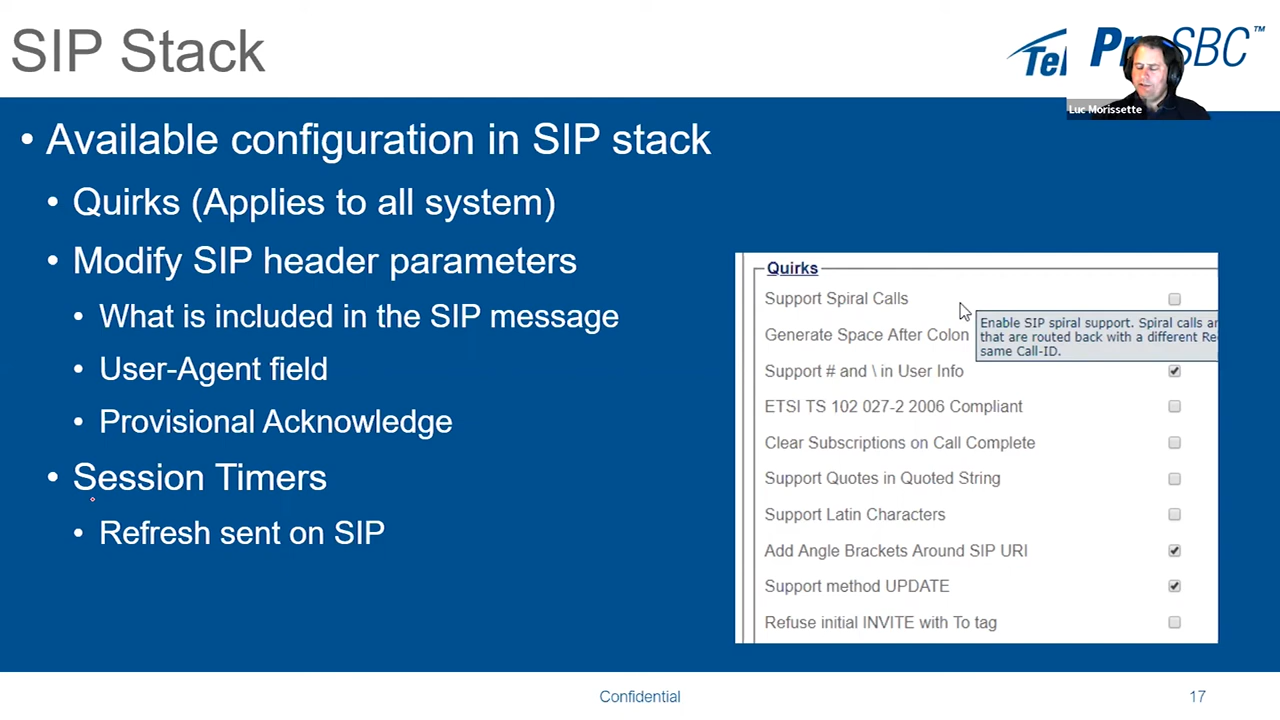 SIP Stack
Tel
SBC™
Luc Morissette
• Available configuration in SIP stack
• Quirks (Applies to all system)
• Modify SIP header parameters
• What is included in the SIP message
• User-Agent field
• Provisional Acknowledge
• Session Timers
• Refresh sent on SIP
Quirks
Support Spiral Calls
Generate Space After Colon
Enable SIP spiral support. Spiral calls ar
that are routed back with a different Re
same Call-ID.
Support # and \ in User Info
ETSI TS 102 027-2 2006 Compliant
Clear Subscriptions on Call Complete
Support Quotes in Quoted String
Support Latin Characters
Add Angle Brackets Around SIP URI
Support method UPDATE
Refuse initial INVITE with To tag
Confidential
17